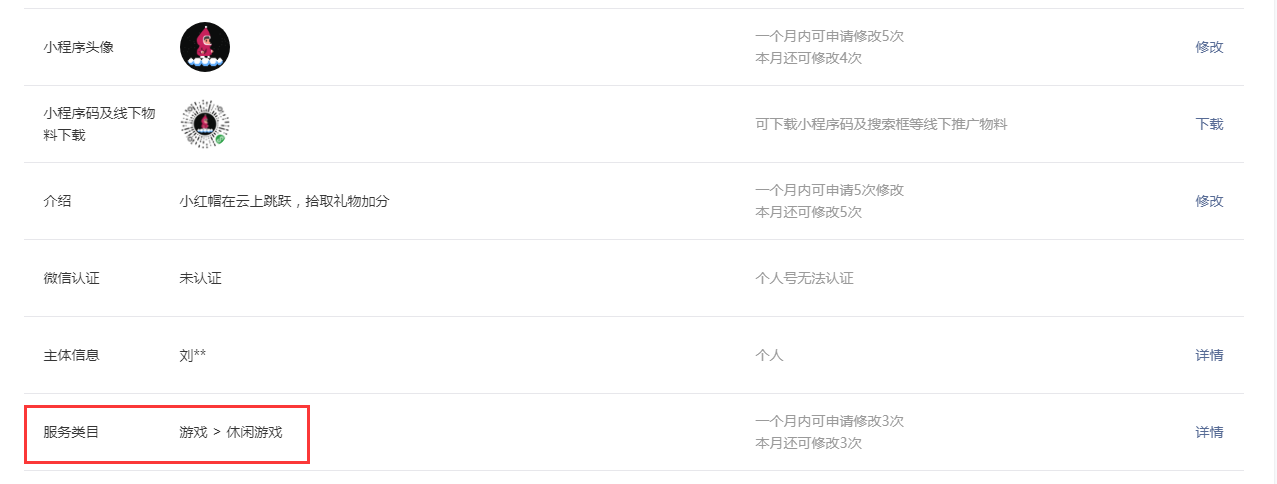 小程序头像
一个月内可申请修改5次
本月还可修改4次
修改
小程序码及线下物
料下载
可下载小程序码及搜索框等线下推广物料
下载
介绍
小红帽在云上跳跃，拾取礼物加分
一个月内可申请5次修改
本月还可修改5次
修改
微信认证
未认证
个人号无法认证
主体信息
刘**
个人
详情
服务类目
游戏 > 休闲游戏
一个月内可申请修改3次
本月还可修改3次
详情